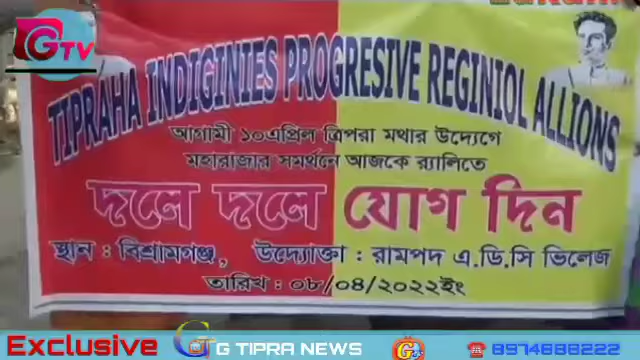 GTV
TIPRAHA INDIGINIES PROGRESIVE REGINIOL ALLIONS
আগামী ১০এপ্রিল ত্রিপরা মথার উদ্যেগে
মহারাজার সমর্থনে আজকে র‍্যালিতে
দলে দলে যোগ দিন
স্থান : বিশ্রামগঞ্জ, উদ্যোক্তা : রামপদ এ.ডি.সি ভিলেজ
তারিখ : ০৮/০৪/২০২২ইং
Exclusive G TIPRA NEWS